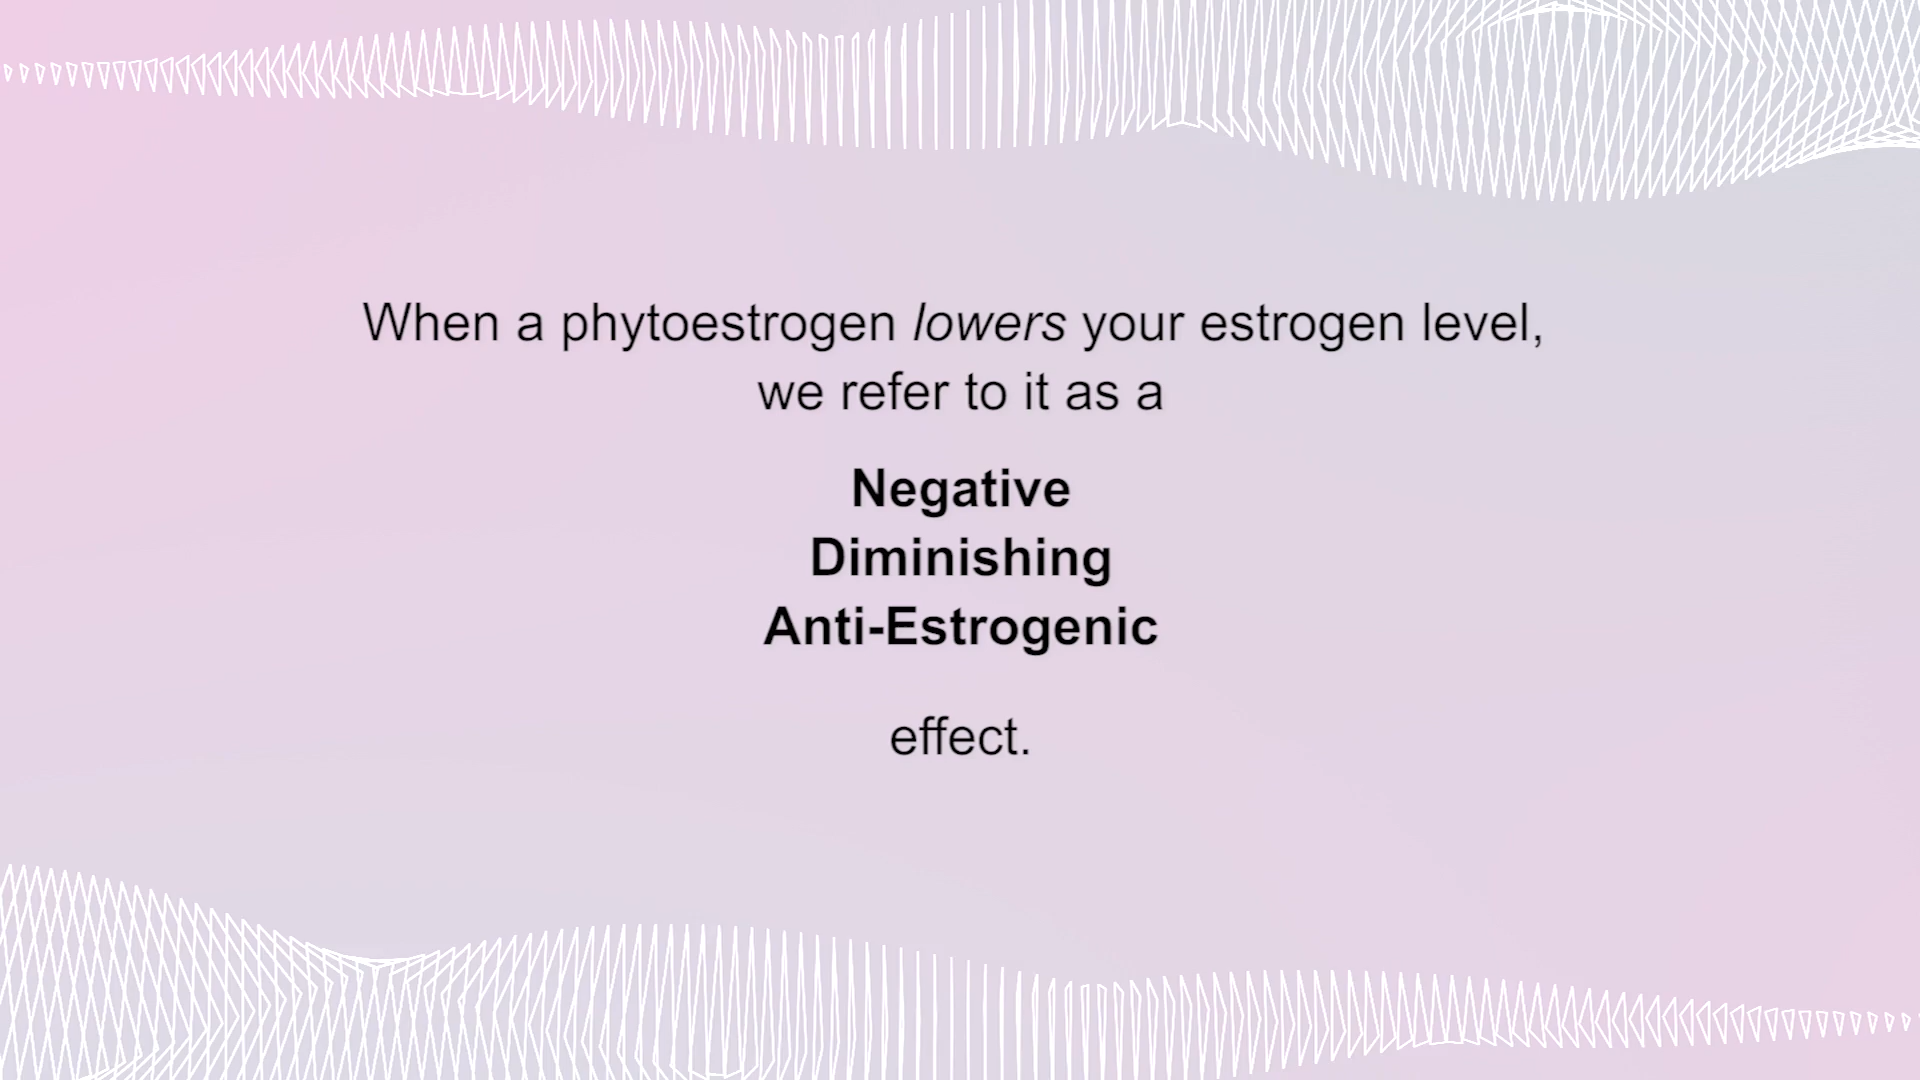 When a phytoestrogen lowers your estrogen level,
we refer to it as a
Negative
Diminishing
Anti-Estrogenic
effect.